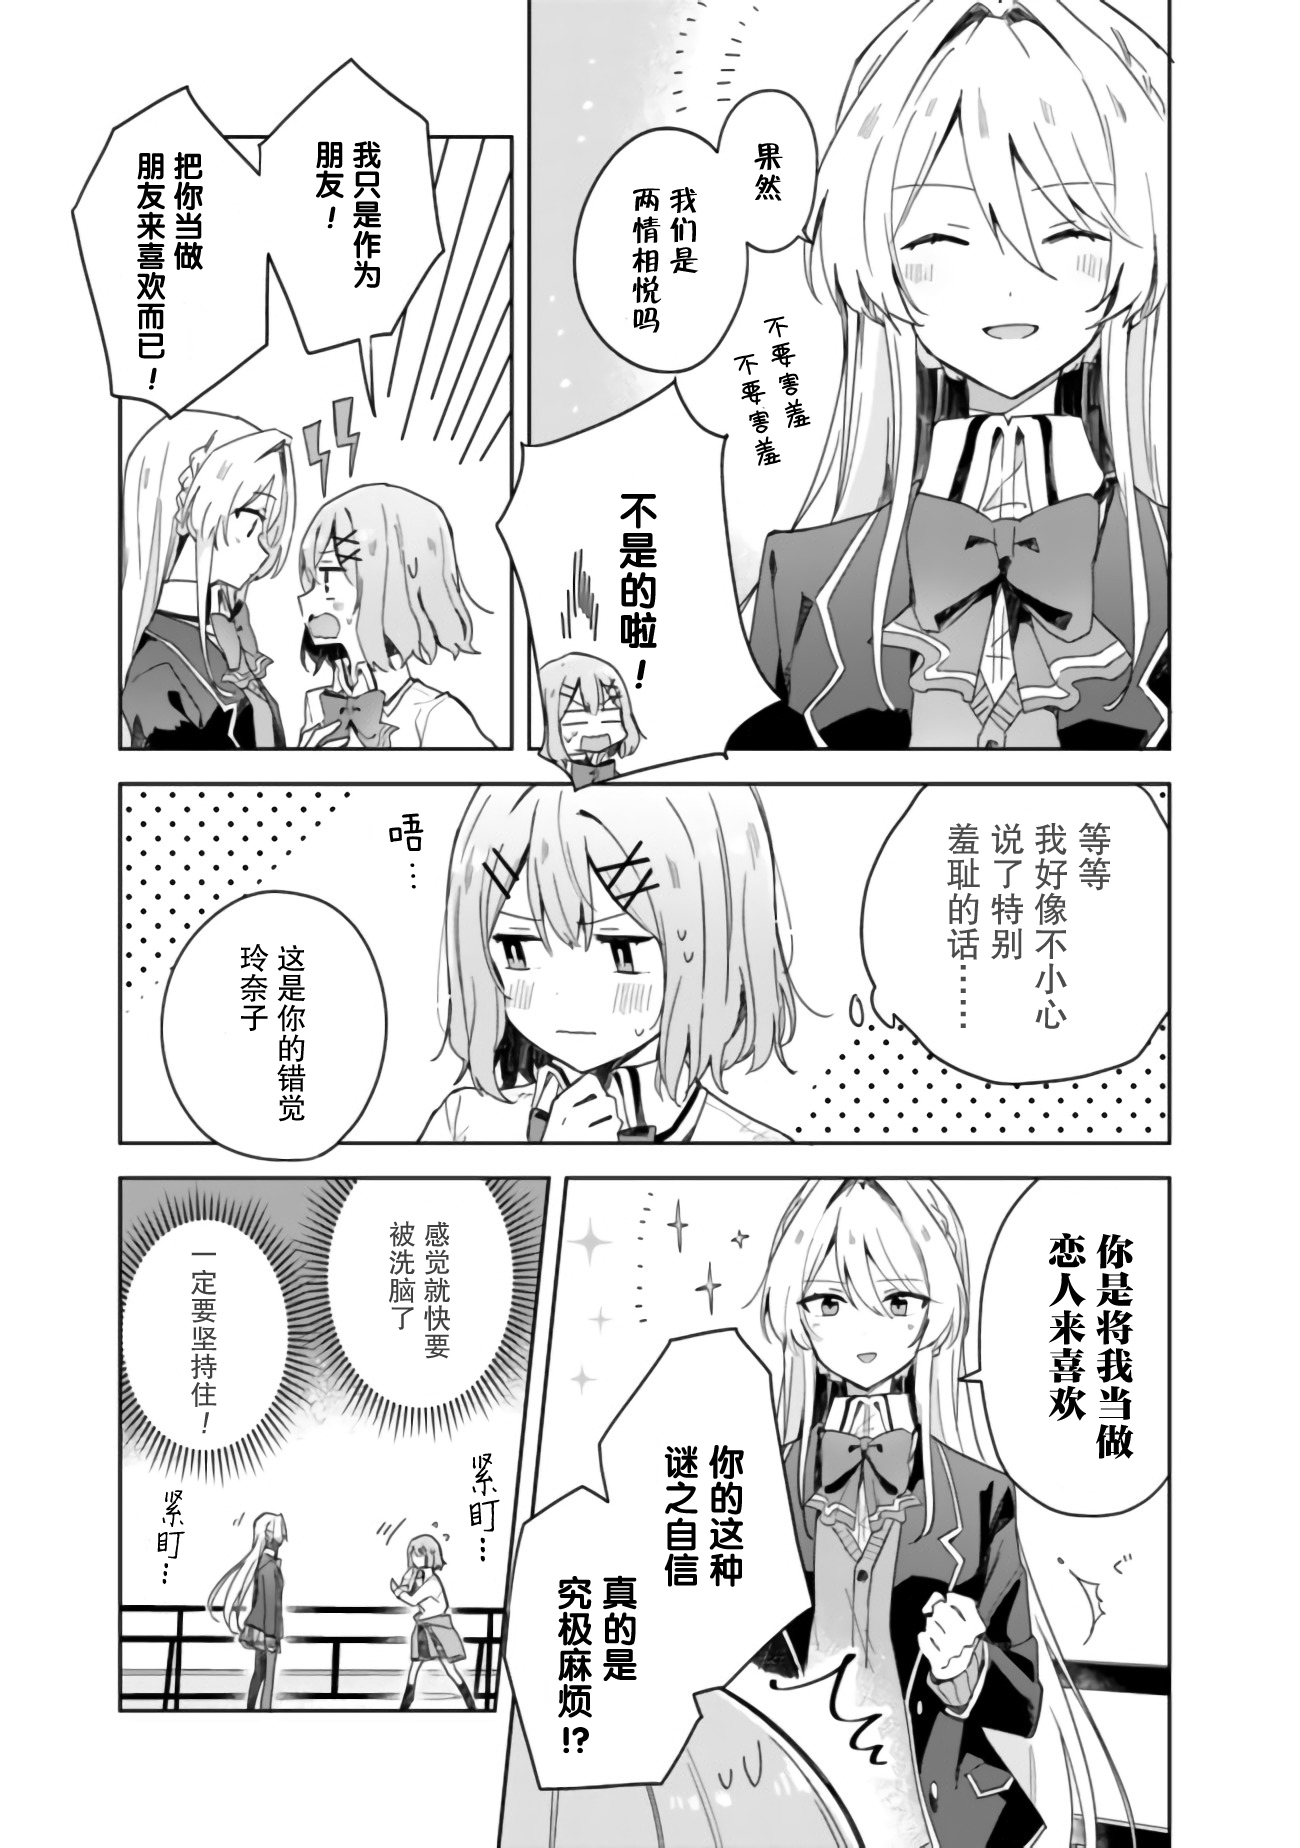 果然
我们是
两情相悦吗
不要害羞
不要害羞
不是的啦！
我只是作为
朋友！
把你当做
朋友来喜欢而已！
等等
我好像不小心
说了特别
羞耻的话……
唔…
这是你的错觉
玲奈子
你是将我当做
恋人来喜欢
你的这种
谜之自信
真的是
究极麻烦!?
感觉就快要
被洗脑了
一定要坚持住！
紧盯…
紧盯…